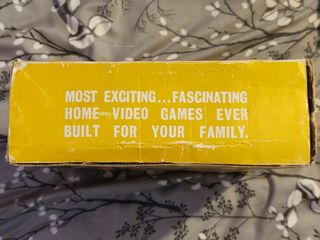 MOST EXCITING...FASCINATING
HOME VIDEO GAMES EVER
BUILT FOR YOUR FAMILY.